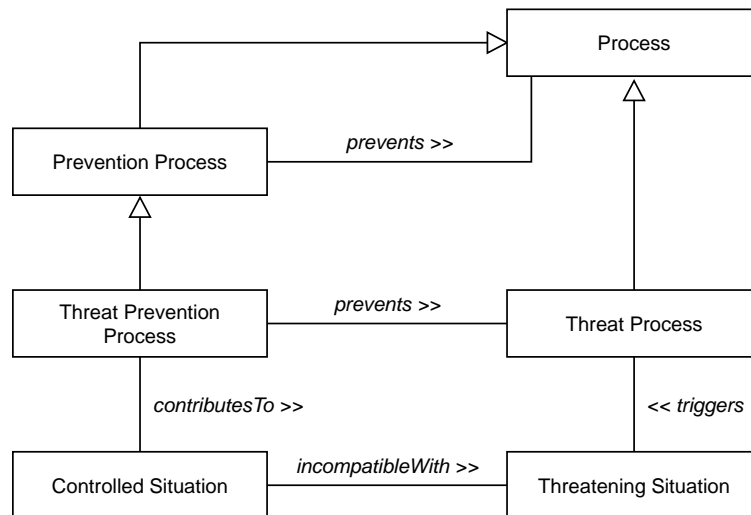 Process
prevents >>
Prevention Process
Threat Prevention
Process
prevents >>
Threat Process
contributesTo >>
<< triggers
Controlled Situation
incompatibleWith >>
Threatening Situation